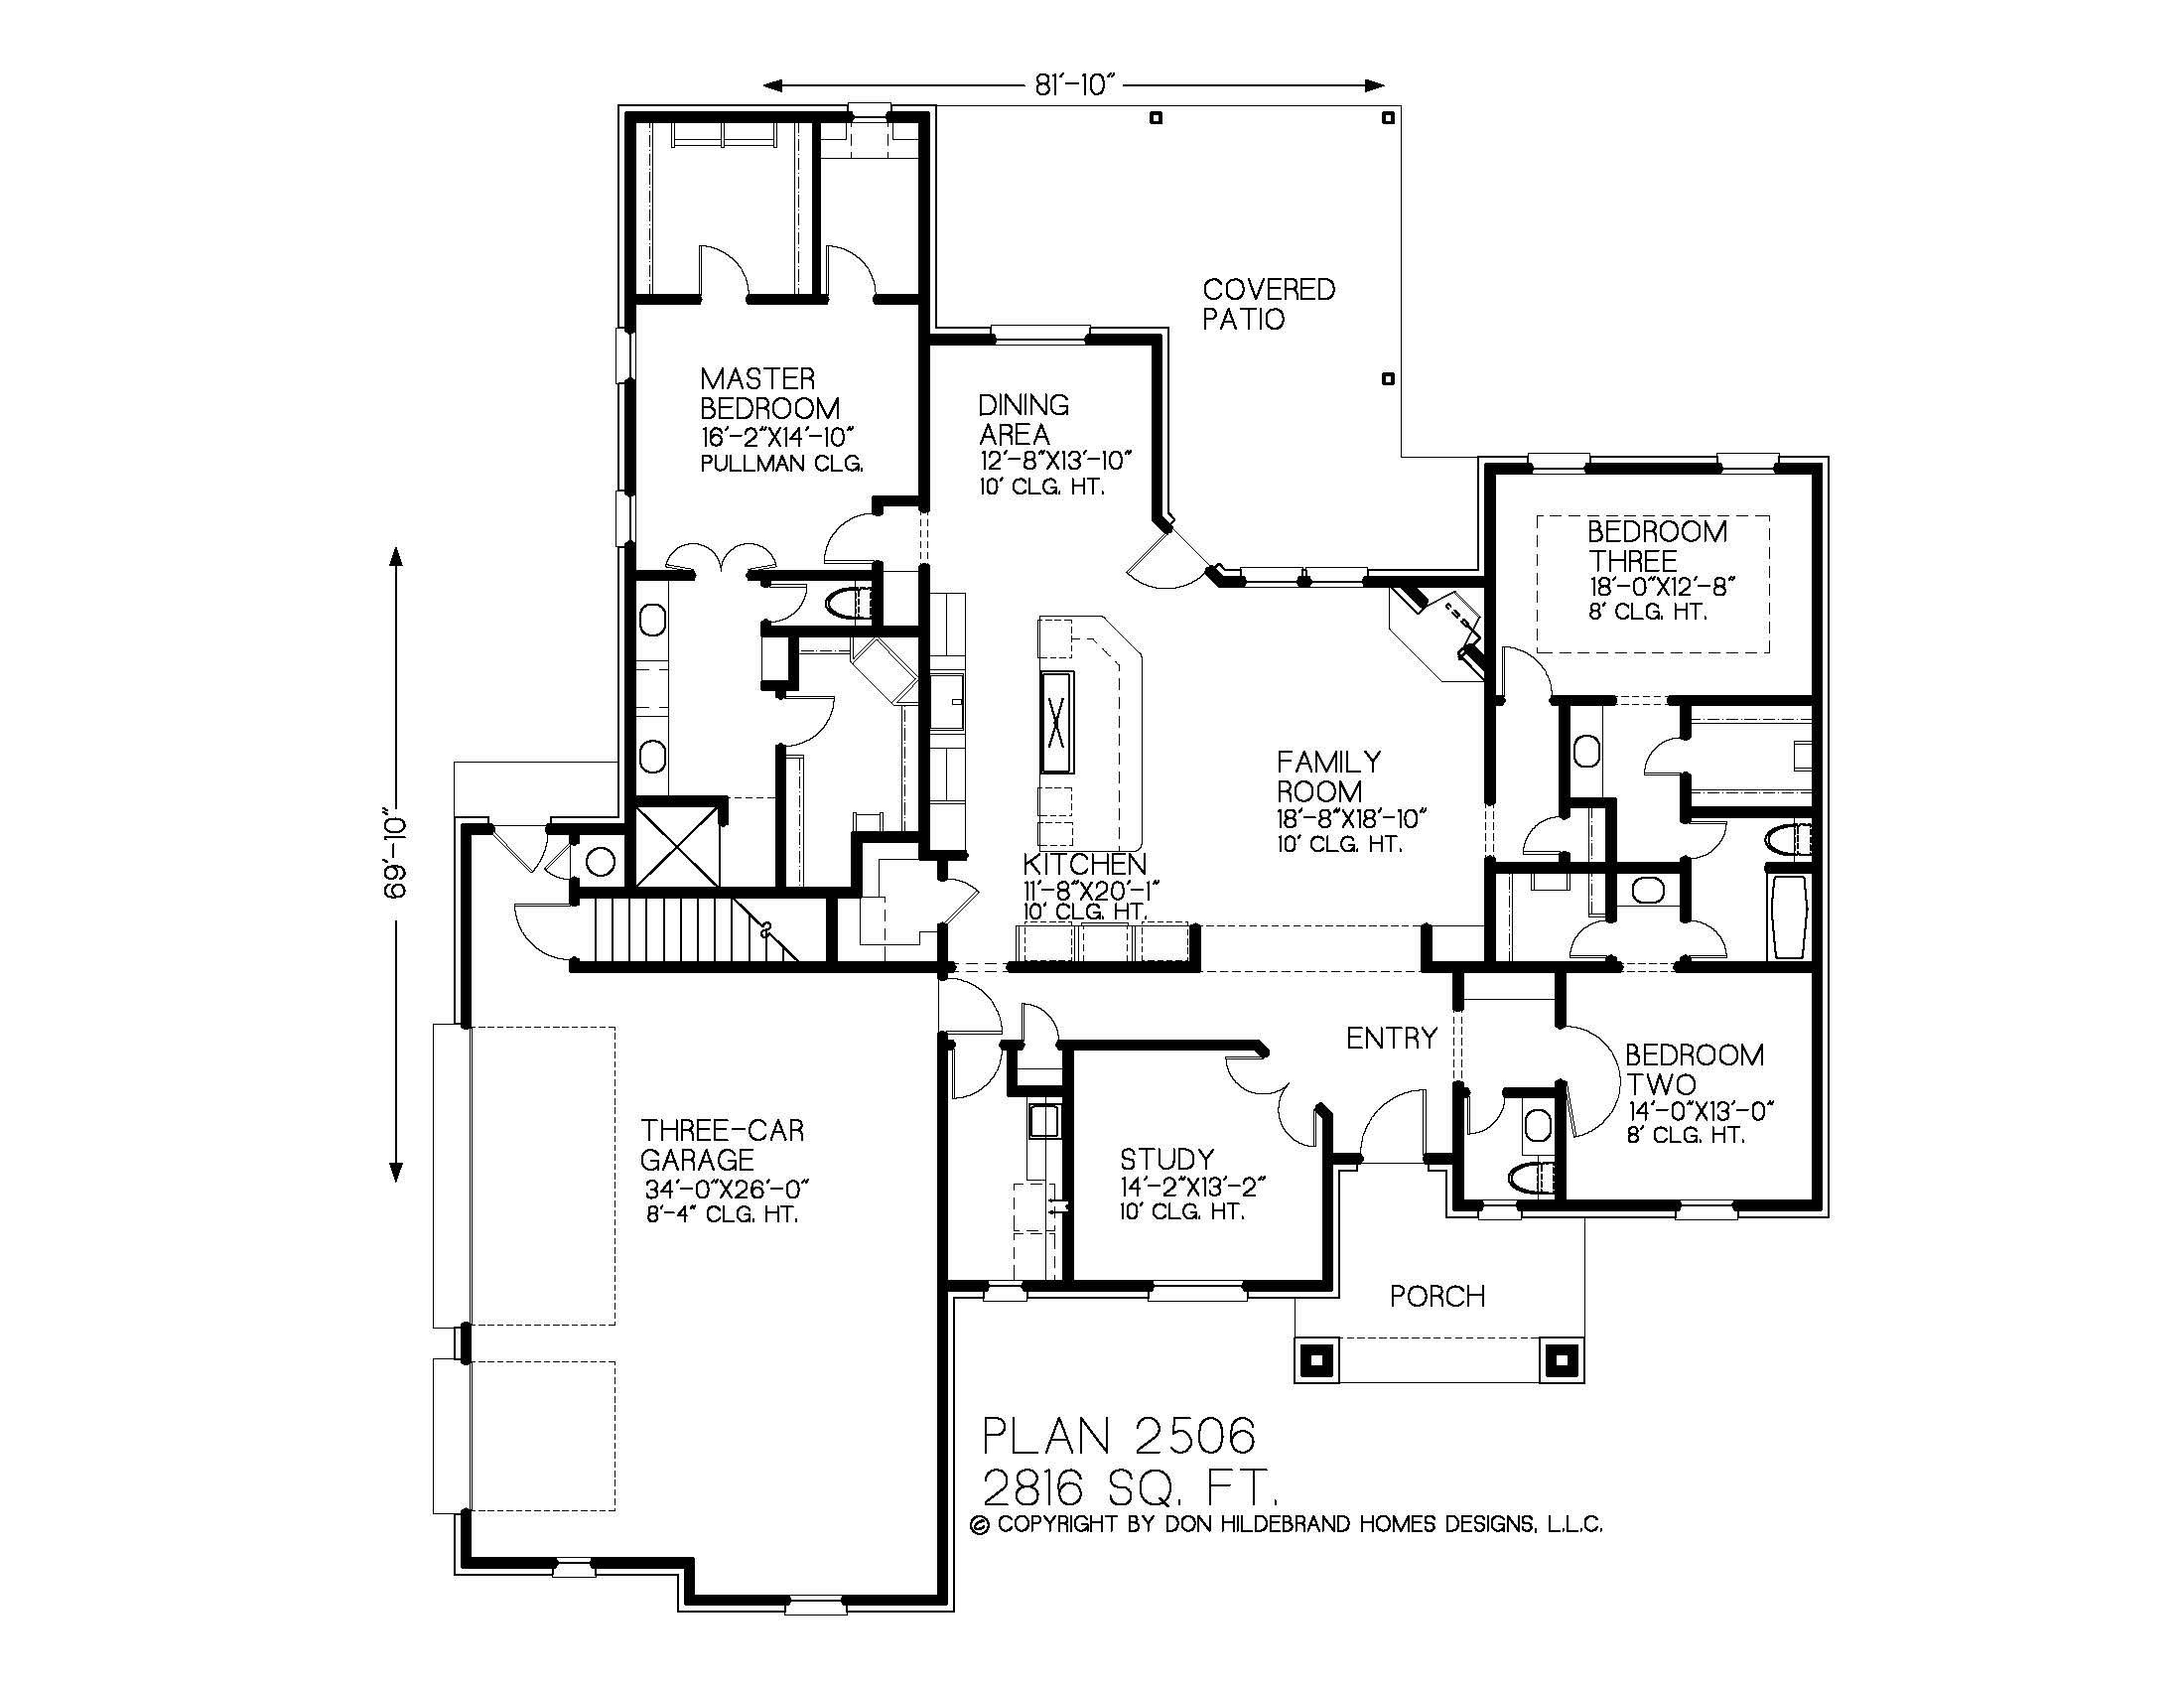 81'-10"
COVERED
PATIO
MASTER
BEDROOM
16'-2"X14'-10"
PULLMAN CLG.
DINING
AREA
12'-8"X13'-10"
10' CLG. HT.
BEDROOM
THREE
18'-0"X12'-8"
8' CLG. HT.
69'-10"
FAMILY
ROOM
18'-8"X18'-10"
10' CLG. HT.
KITCHEN
11'-8"X20'-1"
10' CLG. HT.
ENTRY
BEDROOM
TWO
14'-0"X13'-0"
8' CLG. HT.
THREE-CAR
GARAGE
34'-0"X26'-0"
8'-4" CLG. HT.
STUDY
14'-2"X13'-2"
10' CLG. HT.
PORCH
PLAN 2506
2816 SQ. FT.
© COPYRIGHT BY DON HILDEBRAND HOMES DESIGNS, L.L.C.